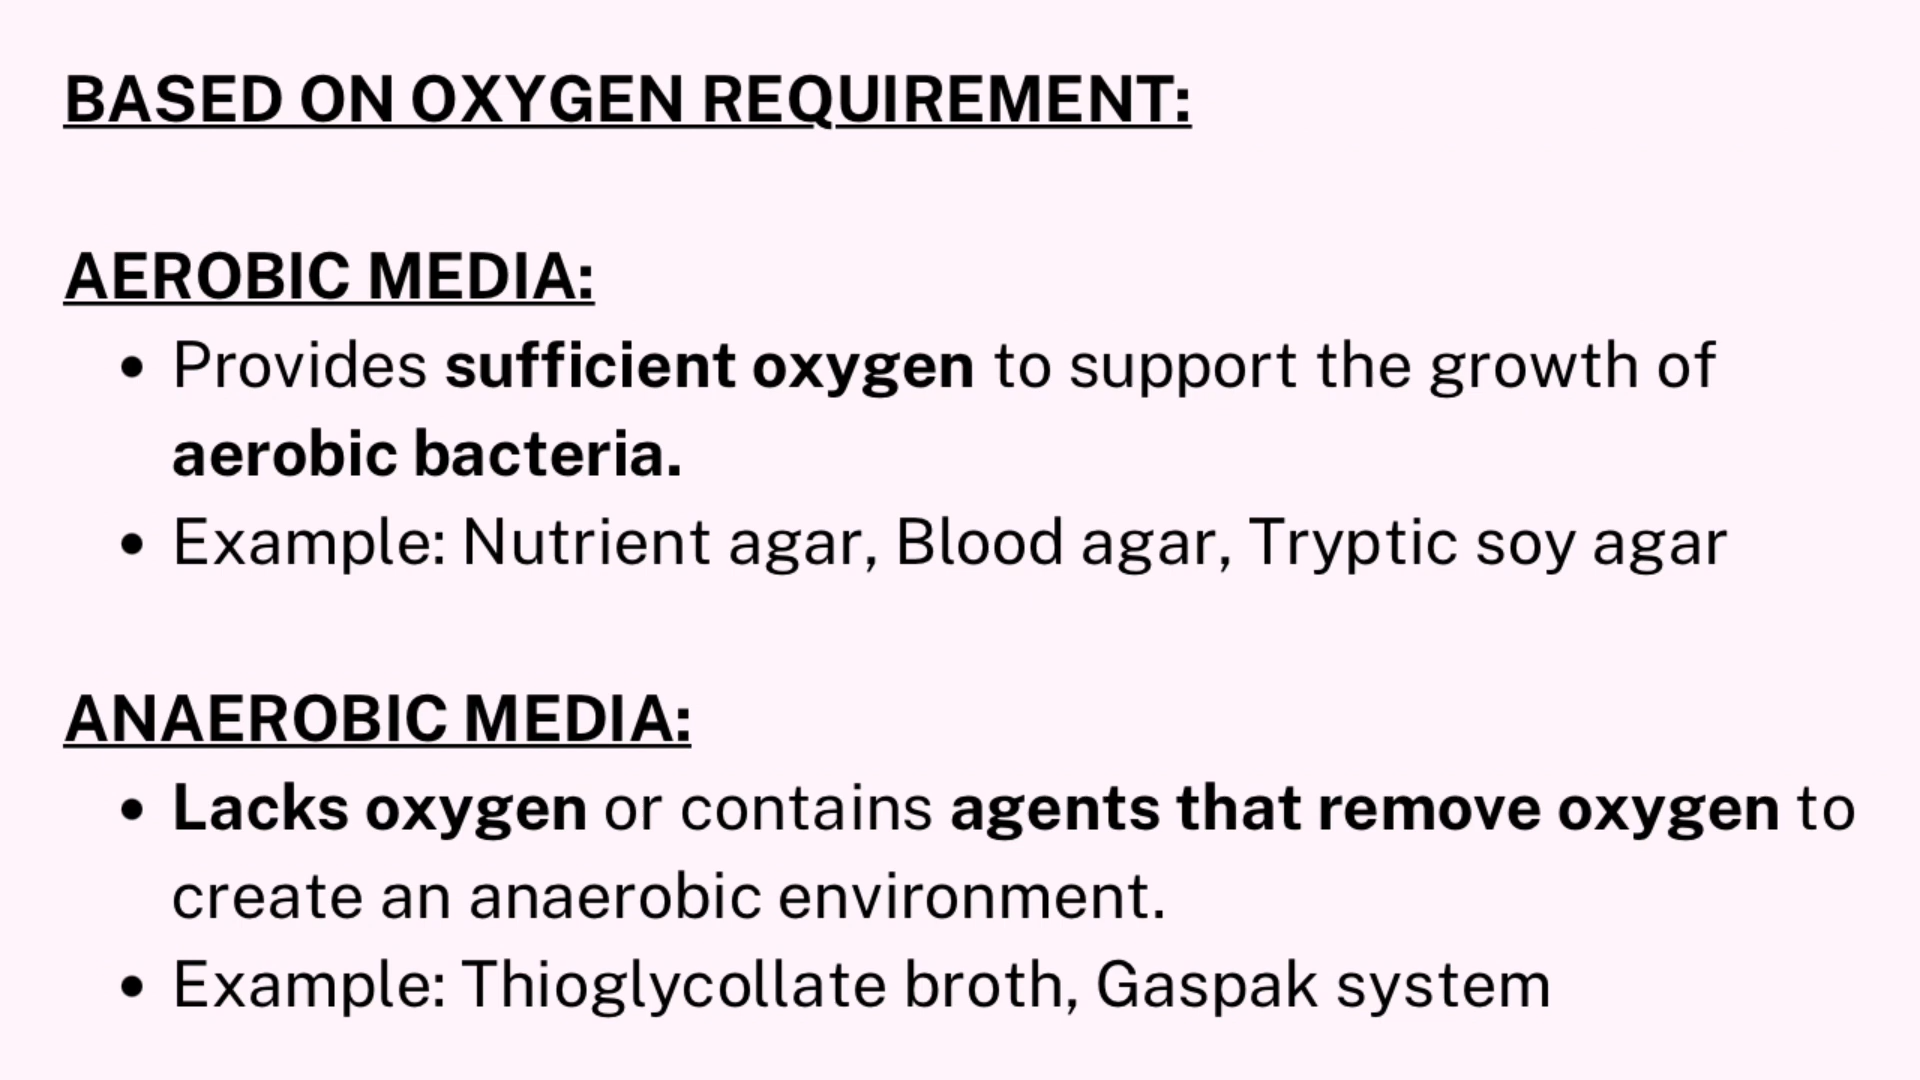 BASED ON OXYGEN REQUIREMENT:
AEROBIC MEDIA:
• Provides sufficient oxygen to support the growth of
aerobic bacteria.
• Example: Nutrient agar, Blood agar, Tryptic soy agar
ANAEROBIC MEDIA:
• Lacks oxygen or contains agents that remove oxygen to
create an anaerobic environment.
• Example: Thioglycollate broth, Gaspak system